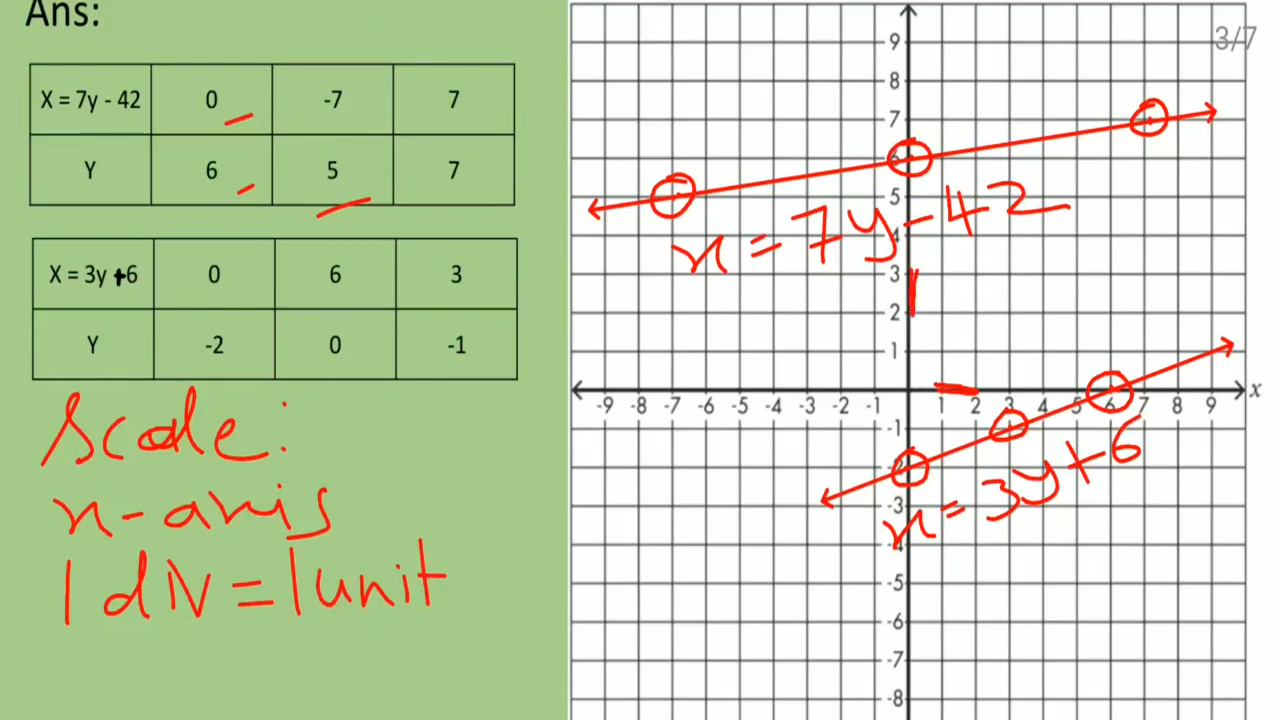 Ans:
3/7
X = 7y - 42 0 -7 7
Y 6 5 7
X = 3y +6 0 6 3
Y -2 0 -1
Scale:
x-axis
1 div = 1 unit
9
8
7
6
5
4
3
2
1
-9 -8 -7 -6 -5 -4 -3 -2 -1 1 2 3 4 5 6 7 8 9 x
-1
-2
-3
-4
-5
-6
-7
-8
x = 7y - 42
x = 3y + 6